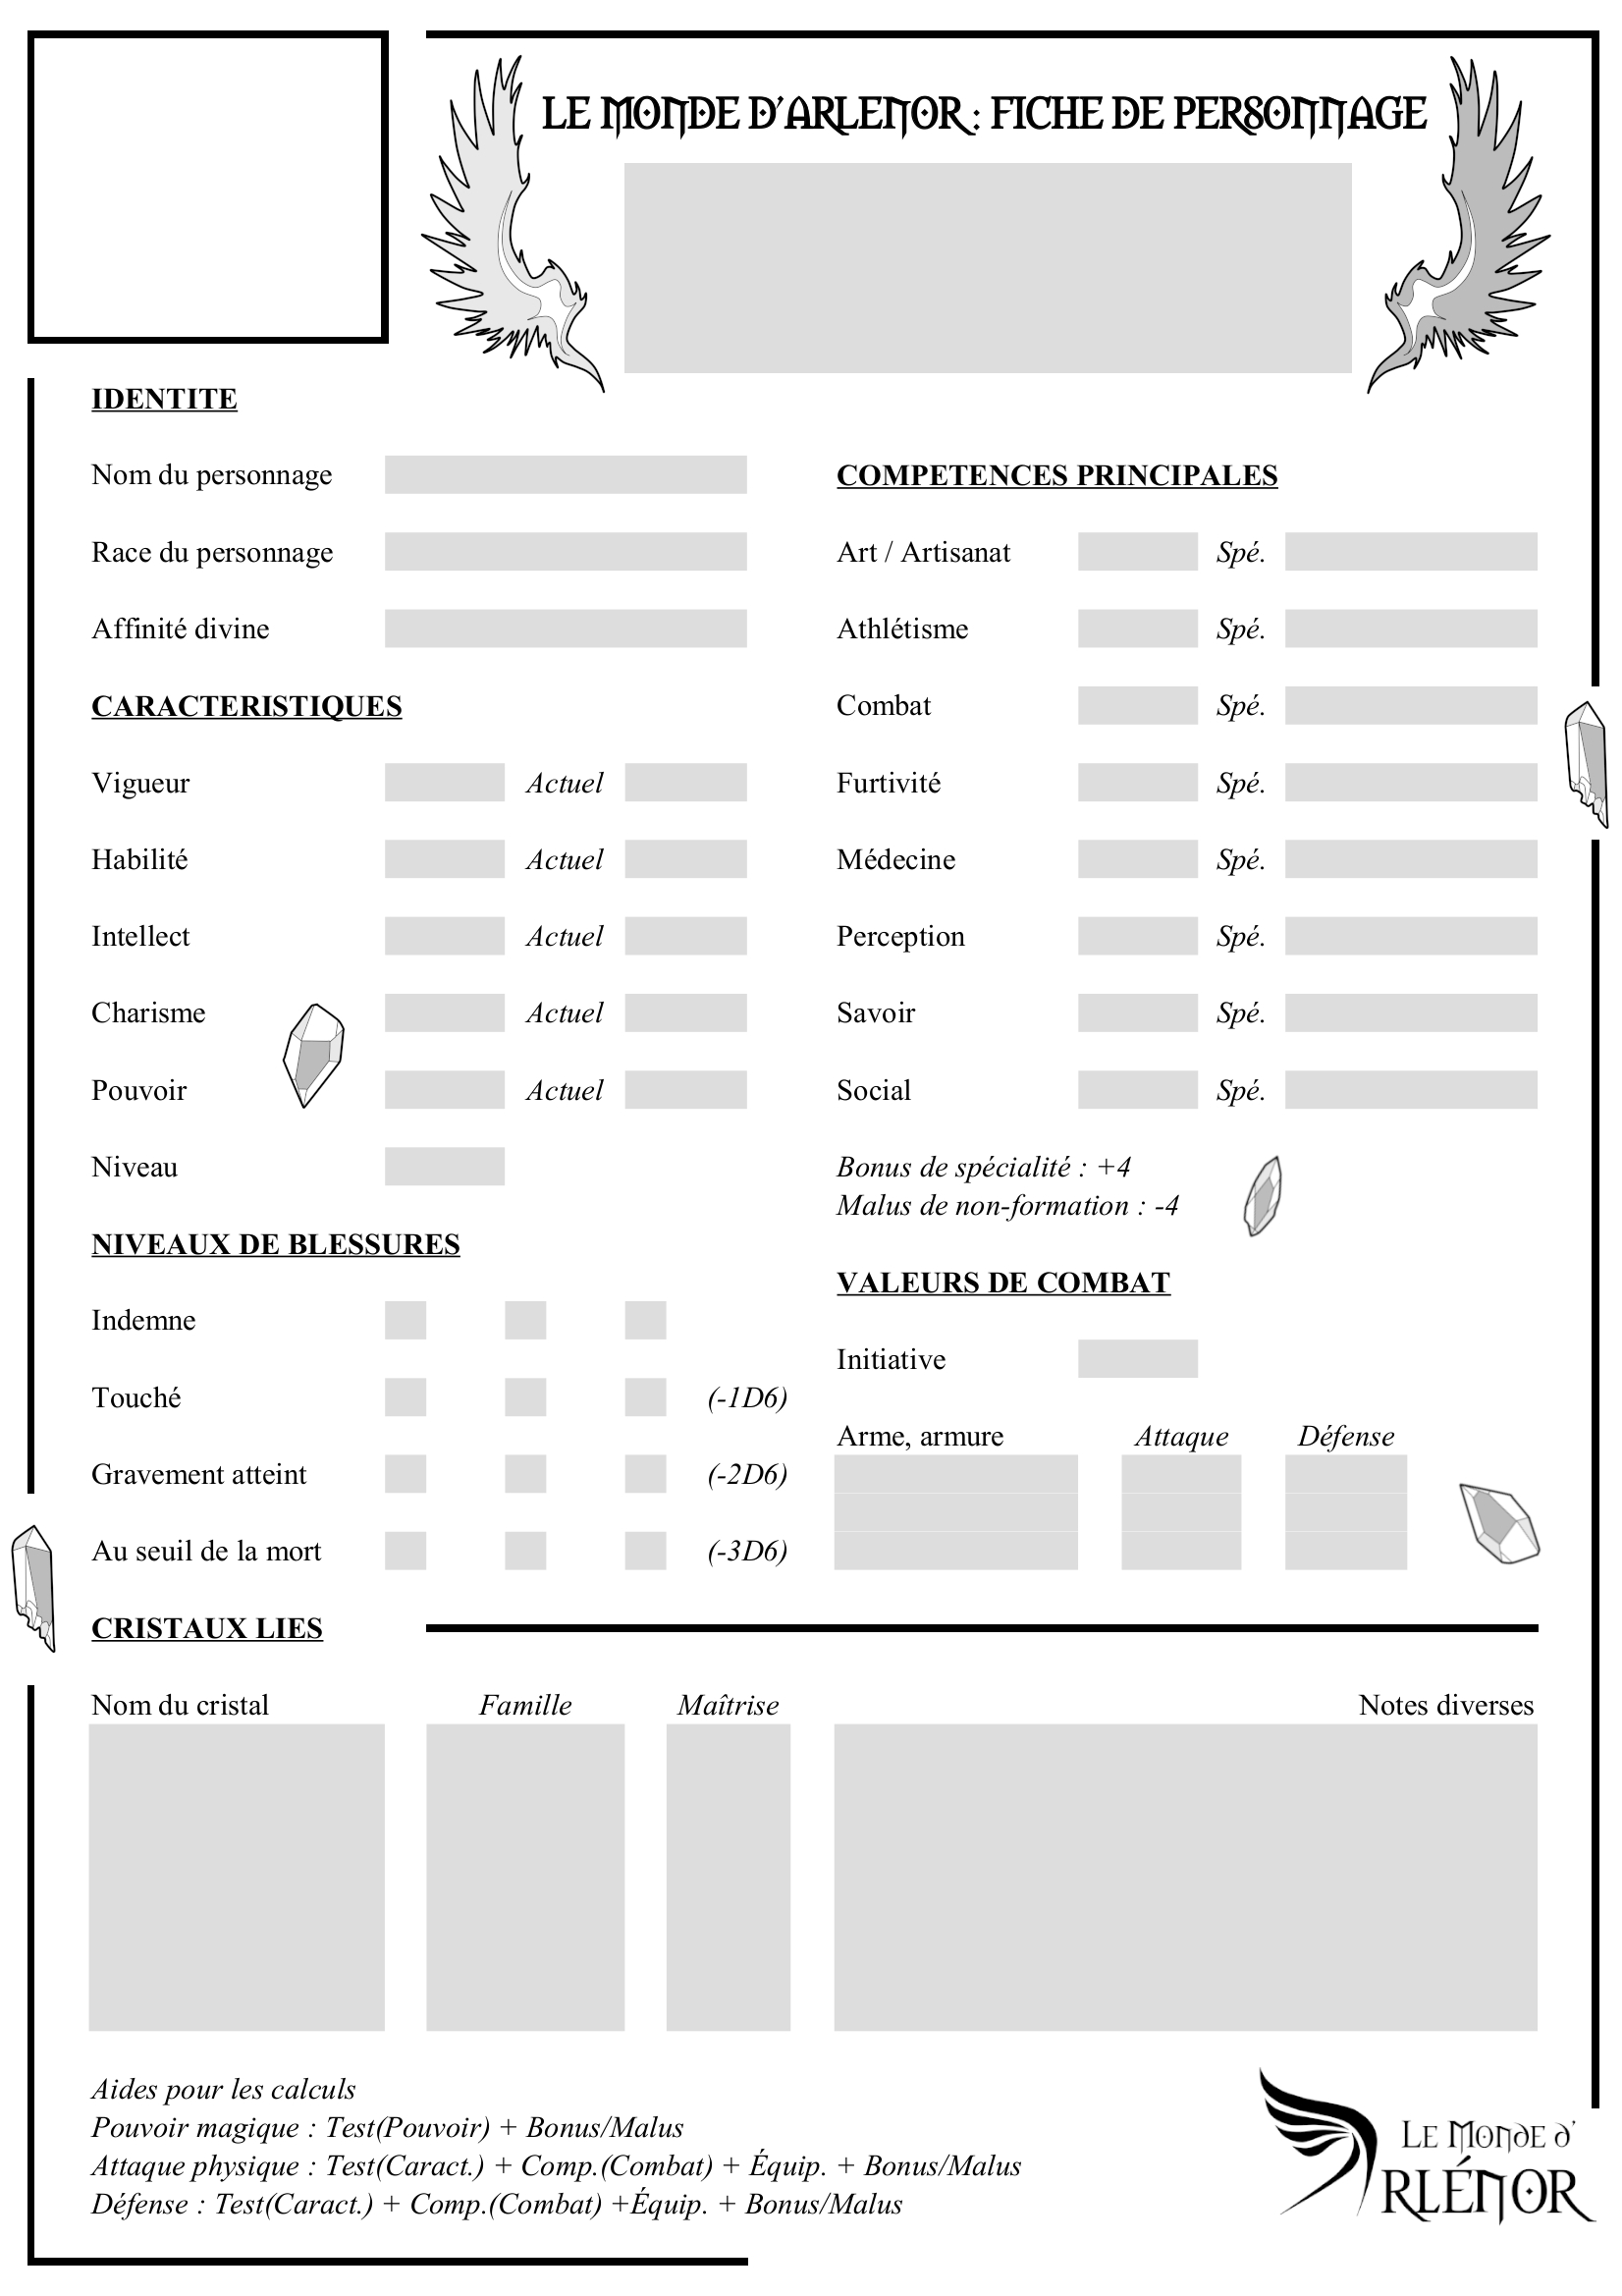 LE MONDE D'ARLENOR : FICHE DE PERSONNAGE
IDENTITE
Nom du personnage
Race du personnage
Affinité divine
CARACTERISTIQUES
Vigueur Actuel
Habilité Actuel
Intellect Actuel
Charisme Actuel
Pouvoir Actuel
Niveau
NIVEAUX DE BLESSURES
Indemne
Touché (-1D6)
Gravement atteint (-2D6)
Au seuil de la mort (-3D6)
COMPETENCES PRINCIPALES
Art / Artisanat Spé.
Athlétisme Spé.
Combat Spé.
Furtivité Spé.
Médecine Spé.
Perception Spé.
Savoir Spé.
Social Spé.
Bonus de spécialité : +4
Malus de non-formation : -4
VALEURS DE COMBAT
Initiative
Arme, armure Attaque Défense
CRISTAUX LIES
Nom du cristal Famille Maîtrise Notes diverses
Aides pour les calculs
Pouvoir magique : Test(Pouvoir) + Bonus/Malus
Attaque physique : Test(Caract.) + Comp.(Combat) + Équip. + Bonus/Malus
Défense : Test(Caract.) + Comp.(Combat) +Équip. + Bonus/Malus
LE MONDE D'
ARLÉNOR